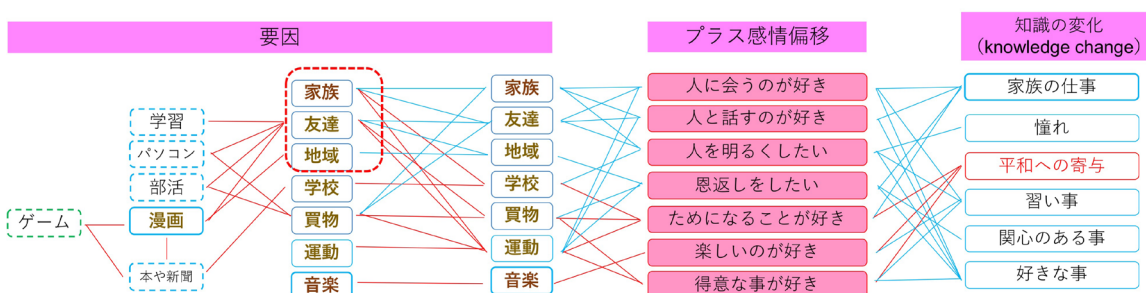 要因
プラス感情偏移
知識の変化
（knowledge change）
ゲーム
学習
パソコン
部活
漫画
本や新聞
家族
友達
地域
学校
買物
運動
音楽
家族
友達
地域
学校
買物
運動
音楽
人に会うのが好き
人と話すのが好き
人を明るくしたい
恩返しをしたい
ためになることが好き
楽しいのが好き
得意な事が好き
家族の仕事
憧れ
平和への寄与
習い事
関心のある事
好きな事